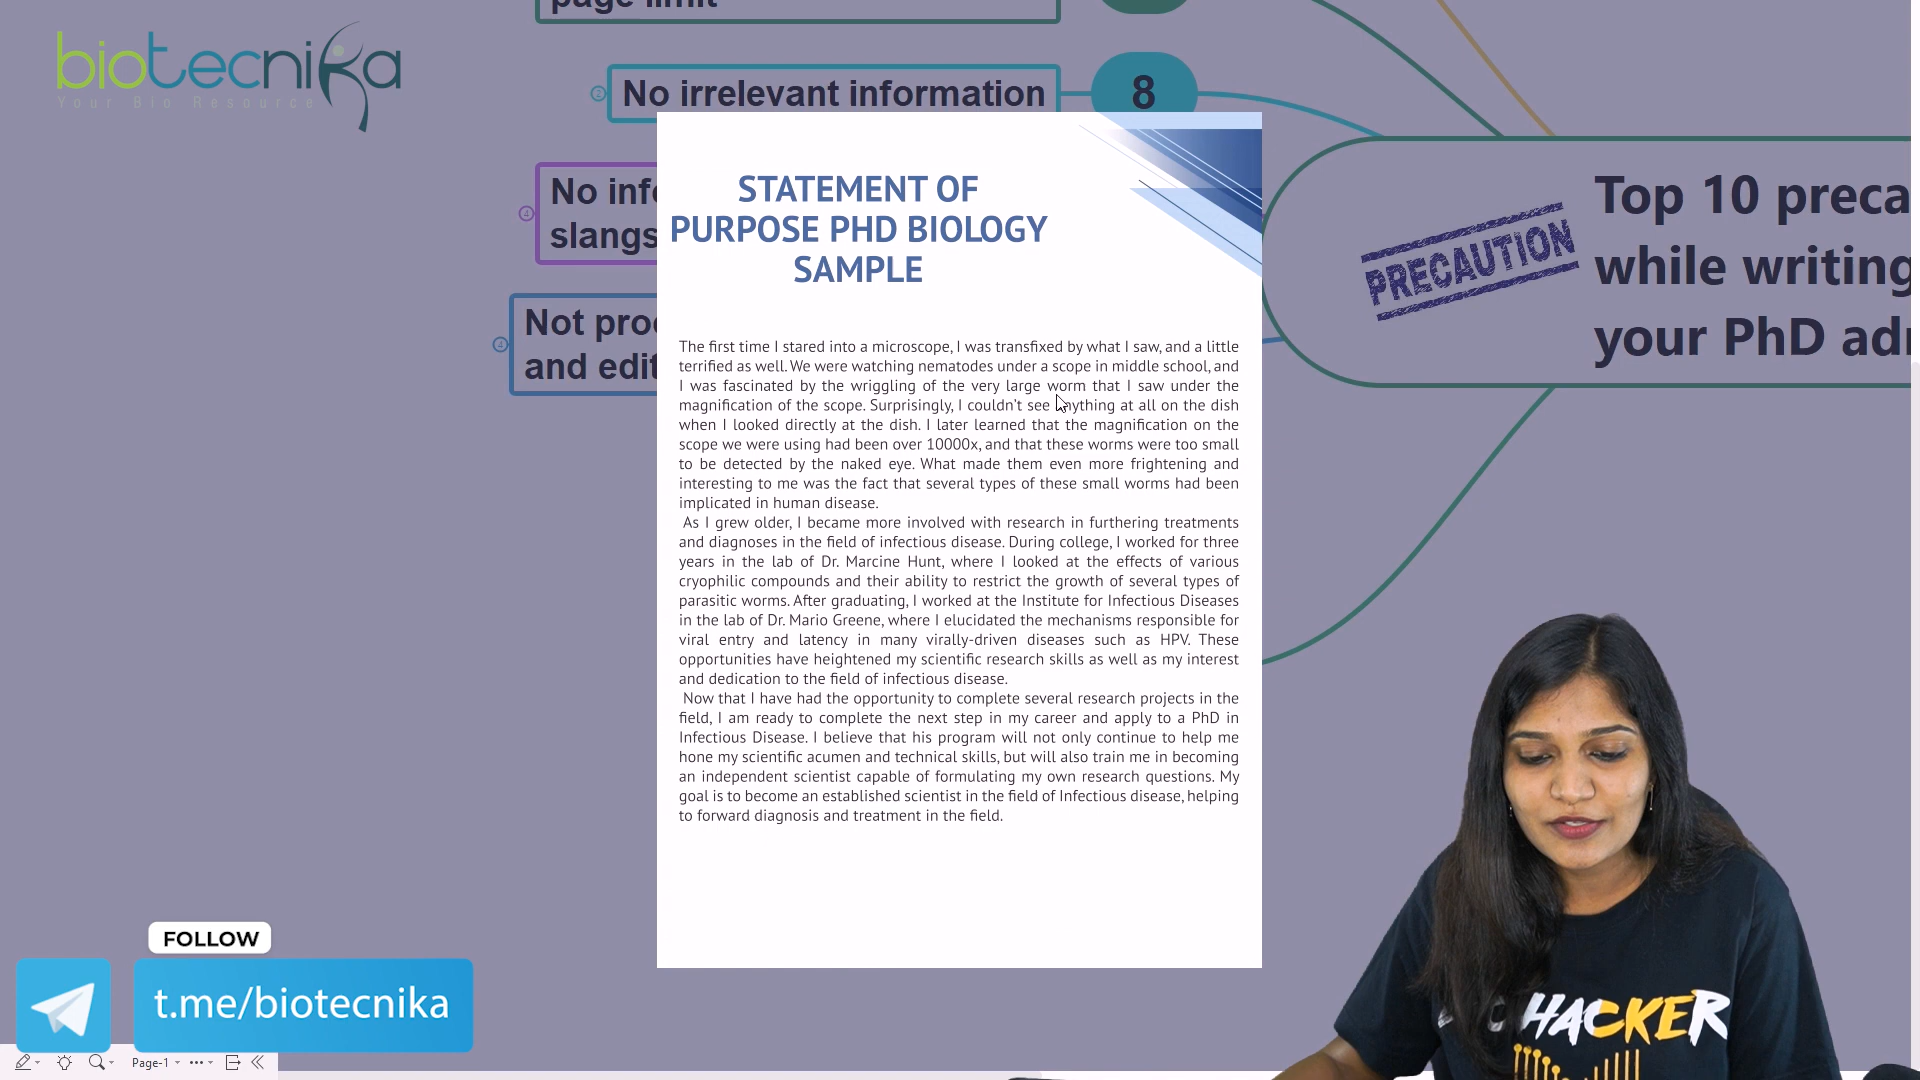 page limit
biotecnika
Your Bio Resource
No irrelevant information
8
2
No info
slangs
4
Not proo
and edit
4
PRECAUTION
Top 10 preca
while writing
your PhD adm
STATEMENT OF
PURPOSE PHD BIOLOGY
SAMPLE
The first time I stared into a microscope, I was transfixed by what I saw, and a little
terrified as well. We were watching nematodes under a scope in middle school, and
I was fascinated by the wriggling of the very large worm that I saw under the
magnification of the scope. Surprisingly, I couldn't see anything at all on the dish
when I looked directly at the dish. I later learned that the magnification on the
scope we were using had been over 10000x, and that these worms were too small
to be detected by the naked eye. What made them even more frightening and
interesting to me was the fact that several types of these small worms had been
implicated in human disease.
As I grew older, I became more involved with research in furthering treatments
and diagnoses in the field of infectious disease. During college, I worked for three
years in the lab of Dr. Marcine Hunt, where I looked at the effects of various
cryophilic compounds and their ability to restrict the growth of several types of
parasitic worms. After graduating, I worked at the Institute for Infectious Diseases
in the lab of Dr. Mario Greene, where I elucidated the mechanisms responsible for
viral entry and latency in many virally-driven diseases such as HPV. These
opportunities have heightened my scientific research skills as well as my interest
and dedication to the field of infectious disease.
Now that I have had the opportunity to complete several research projects in the
field, I am ready to complete the next step in my career and apply to a PhD in
Infectious Disease. I believe that his program will not only continue to help me
hone my scientific acumen and technical skills, but will also train me in becoming
an independent scientist capable of formulating my own research questions. My
goal is to become an established scientist in the field of Infectious disease, helping
to forward diagnosis and treatment in the field.
FOLLOW
t.me/biotecnika
HACKER
Page-1